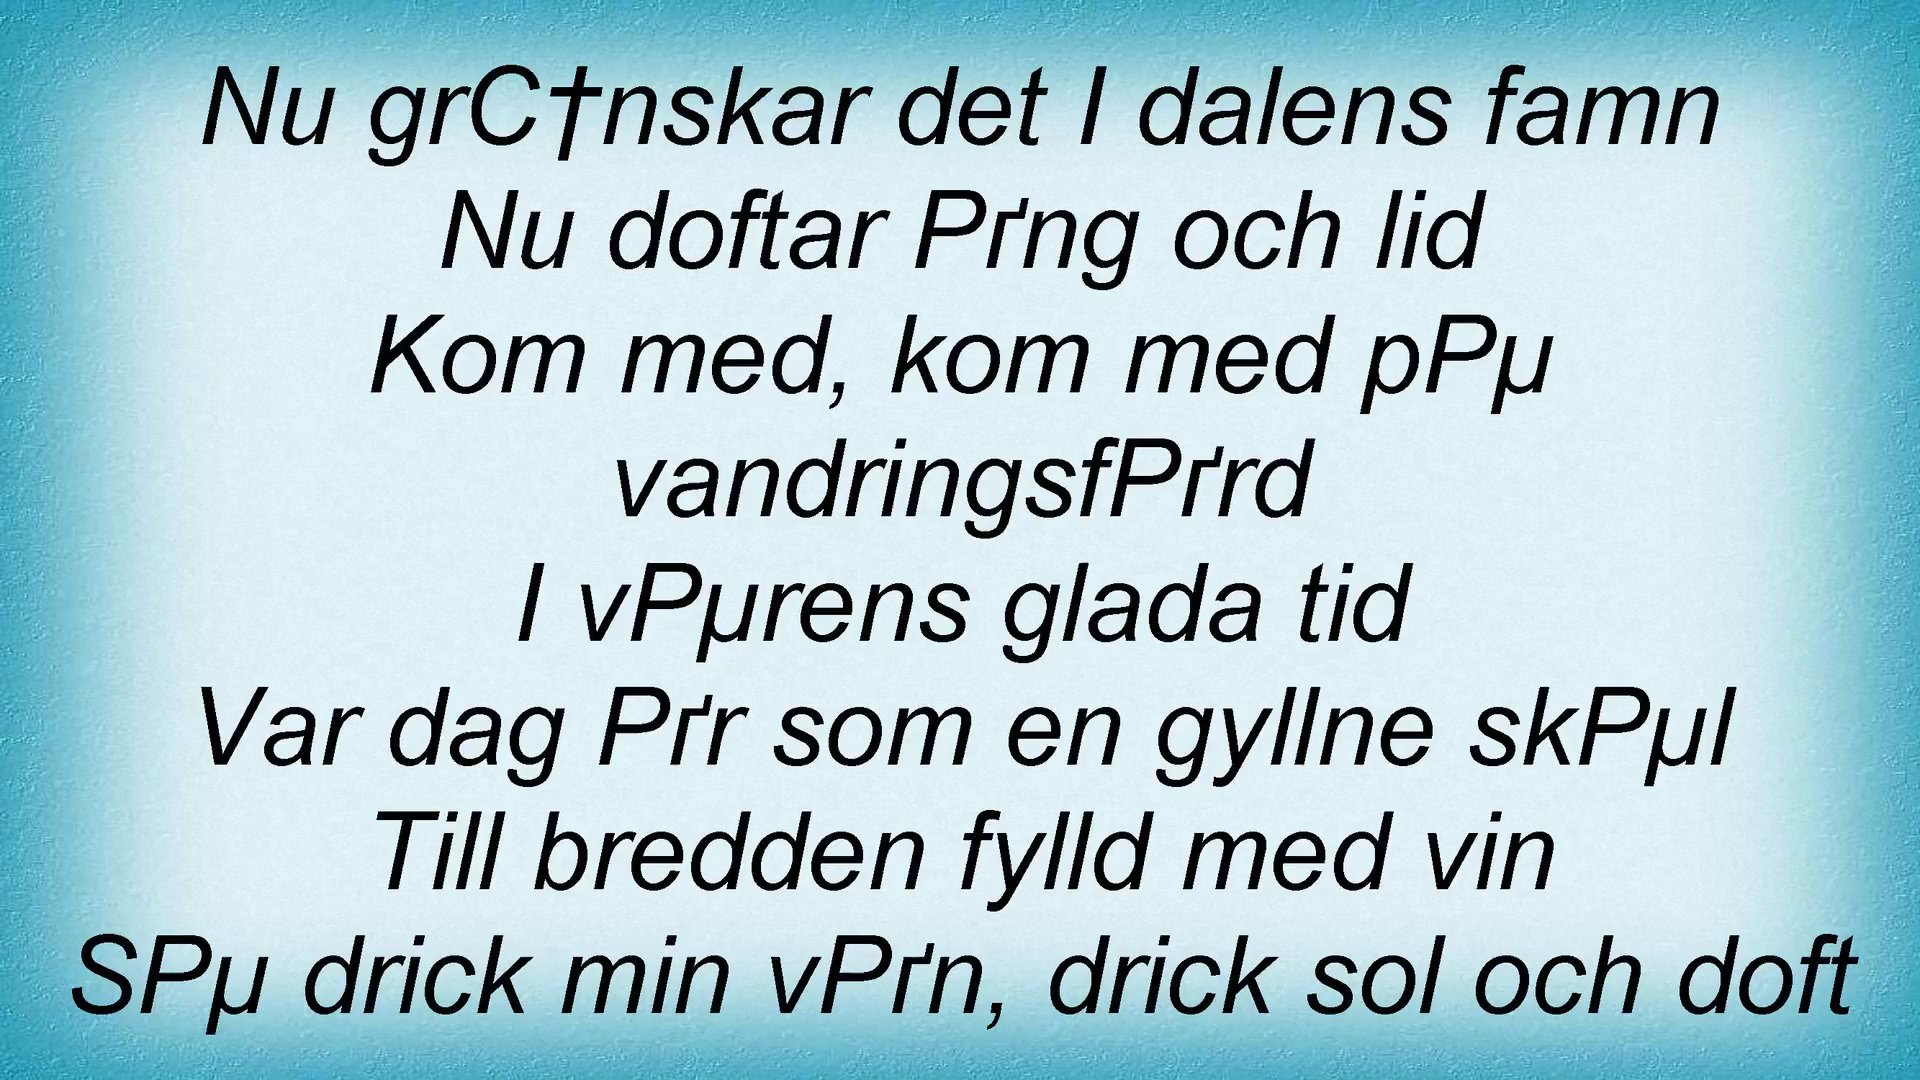 Nu grC†nskar det I dalens famn
Nu doftar Pґng och lid
Kom med, kom med pPµ
vandringsfPґrd
I vPµrens glada tid
Var dag Pґr som en gyllne skPµl
Till bredden fylld med vin
SPµ drick min vPґn, drick sol och doft